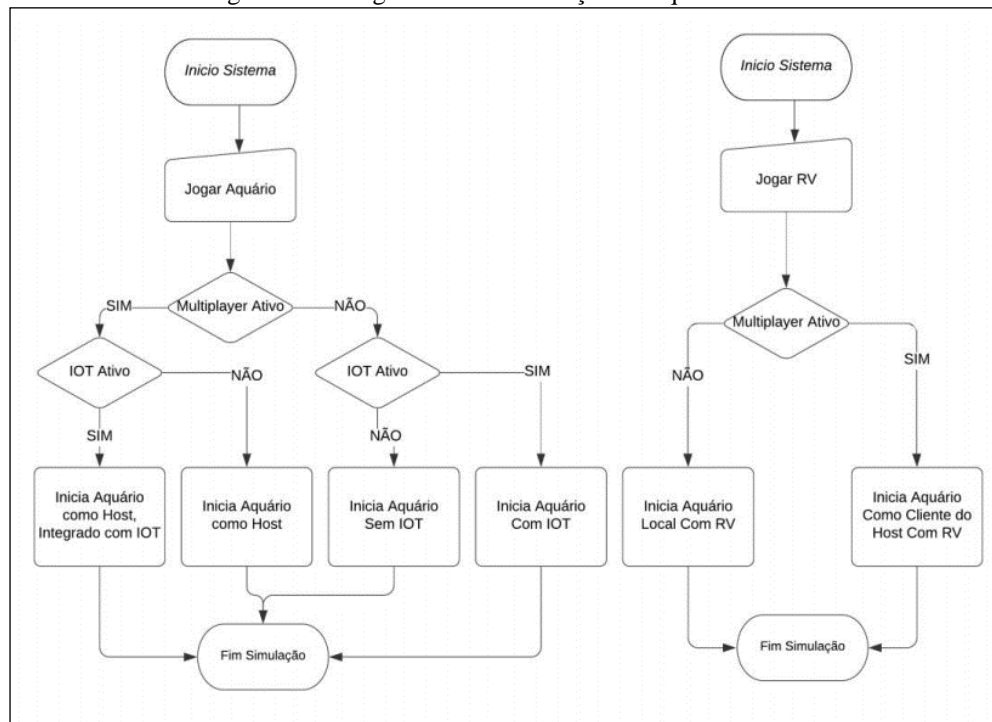 Inicio Sistema
Jogar Aquário
Multiplayer Ativo
SIM
NÃO
IOT Ativo
NÃO
IOT Ativo
SIM
SIM
NÃO
Inicia Aquário
como Host,
Integrado com IOT
Inicia Aquário
como Host
Inicia Aquário
Sem IOT
Inicia Aquário
Com IOT
Fim Simulação
Inicio Sistema
Jogar RV
Multiplayer Ativo
NÃO
SIM
Inicia Aquário
Local Com RV
Inicia Aquário
Como Cliente do
Host Com RV
Fim Simulação